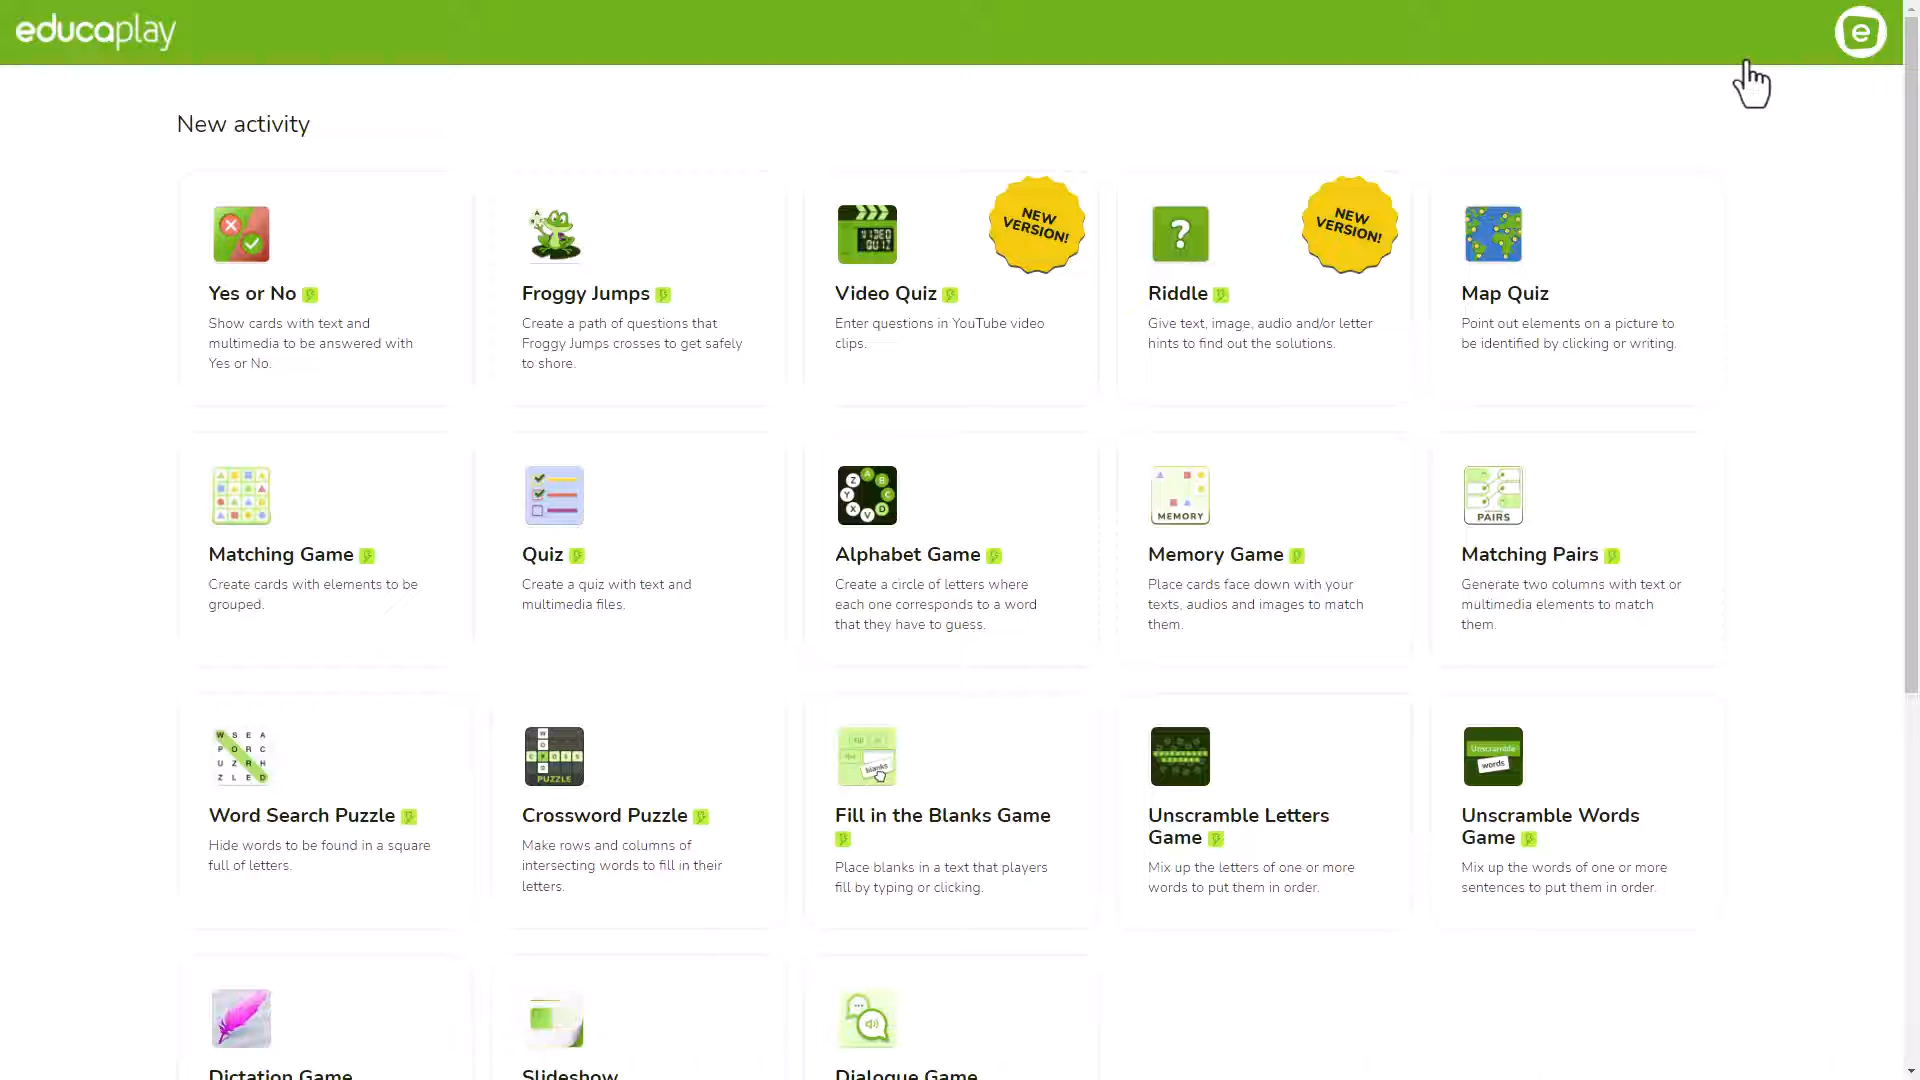 educaplay
e
New activity
NEW
VERSION!
NEW
VERSION!
VIDEO
QUIZ
?
Yes or No
Froggy Jumps
Video Quiz
Riddle
Map Quiz
Show cards with text and
multimedia to be answered with
Yes or No.
Create a path of questions that
Froggy Jumps crosses to get safely
to shore.
Enter questions in YouTube video
clips.
Give text, image, audio and/or letter
hints to find out the solutions.
Point out elements on a picture to
be identified by clicking or writing.
Z A B
Y C
X V D
MEMORY
PAIRS
Matching Game
Quiz
Alphabet Game
Memory Game
Matching Pairs
Create cards with elements to be
grouped.
Create a quiz with text and
multimedia files.
Create a circle of letters where
each one corresponds to a word
that they have to guess.
Place cards face down with your
texts, audios and images to match
them.
Generate two columns with text or
multimedia elements to match
them.
W S E A
P O R C
U Z R H
Z L E D
W
O
C R O S S
D
PUZZLE
Fill in
blanks
Unscramble
words
Word Search Puzzle
Crossword Puzzle
Fill in the Blanks Game
Unscramble Letters
Game
Unscramble Words
Game
Hide words to be found in a square
full of letters.
Make rows and columns of
intersecting words to fill in their
letters.
Place blanks in a text that players
fill by typing or clicking.
Mix up the letters of one or more
words to put them in order.
Mix up the words of one or more
sentences to put them in order.
Dictation Game
Slideshow
Dialogue Game